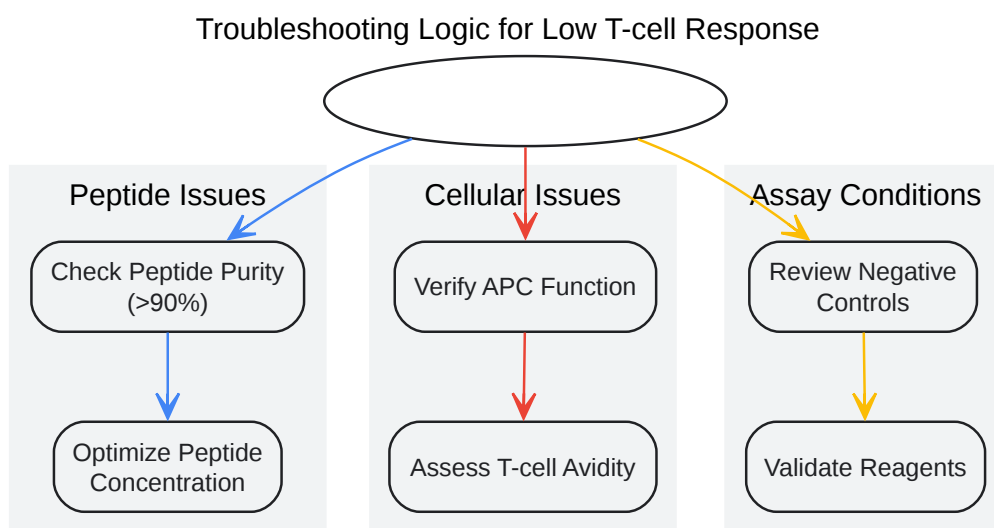 Troubleshooting Logic for Low T-cell Response
Peptide Issues
Check Peptide Purity
(>90%)
Optimize Peptide
Concentration
Cellular Issues
Verify APC Function
Assess T-cell Avidity
Assay Conditions
Review Negative
Controls
Validate Reagents